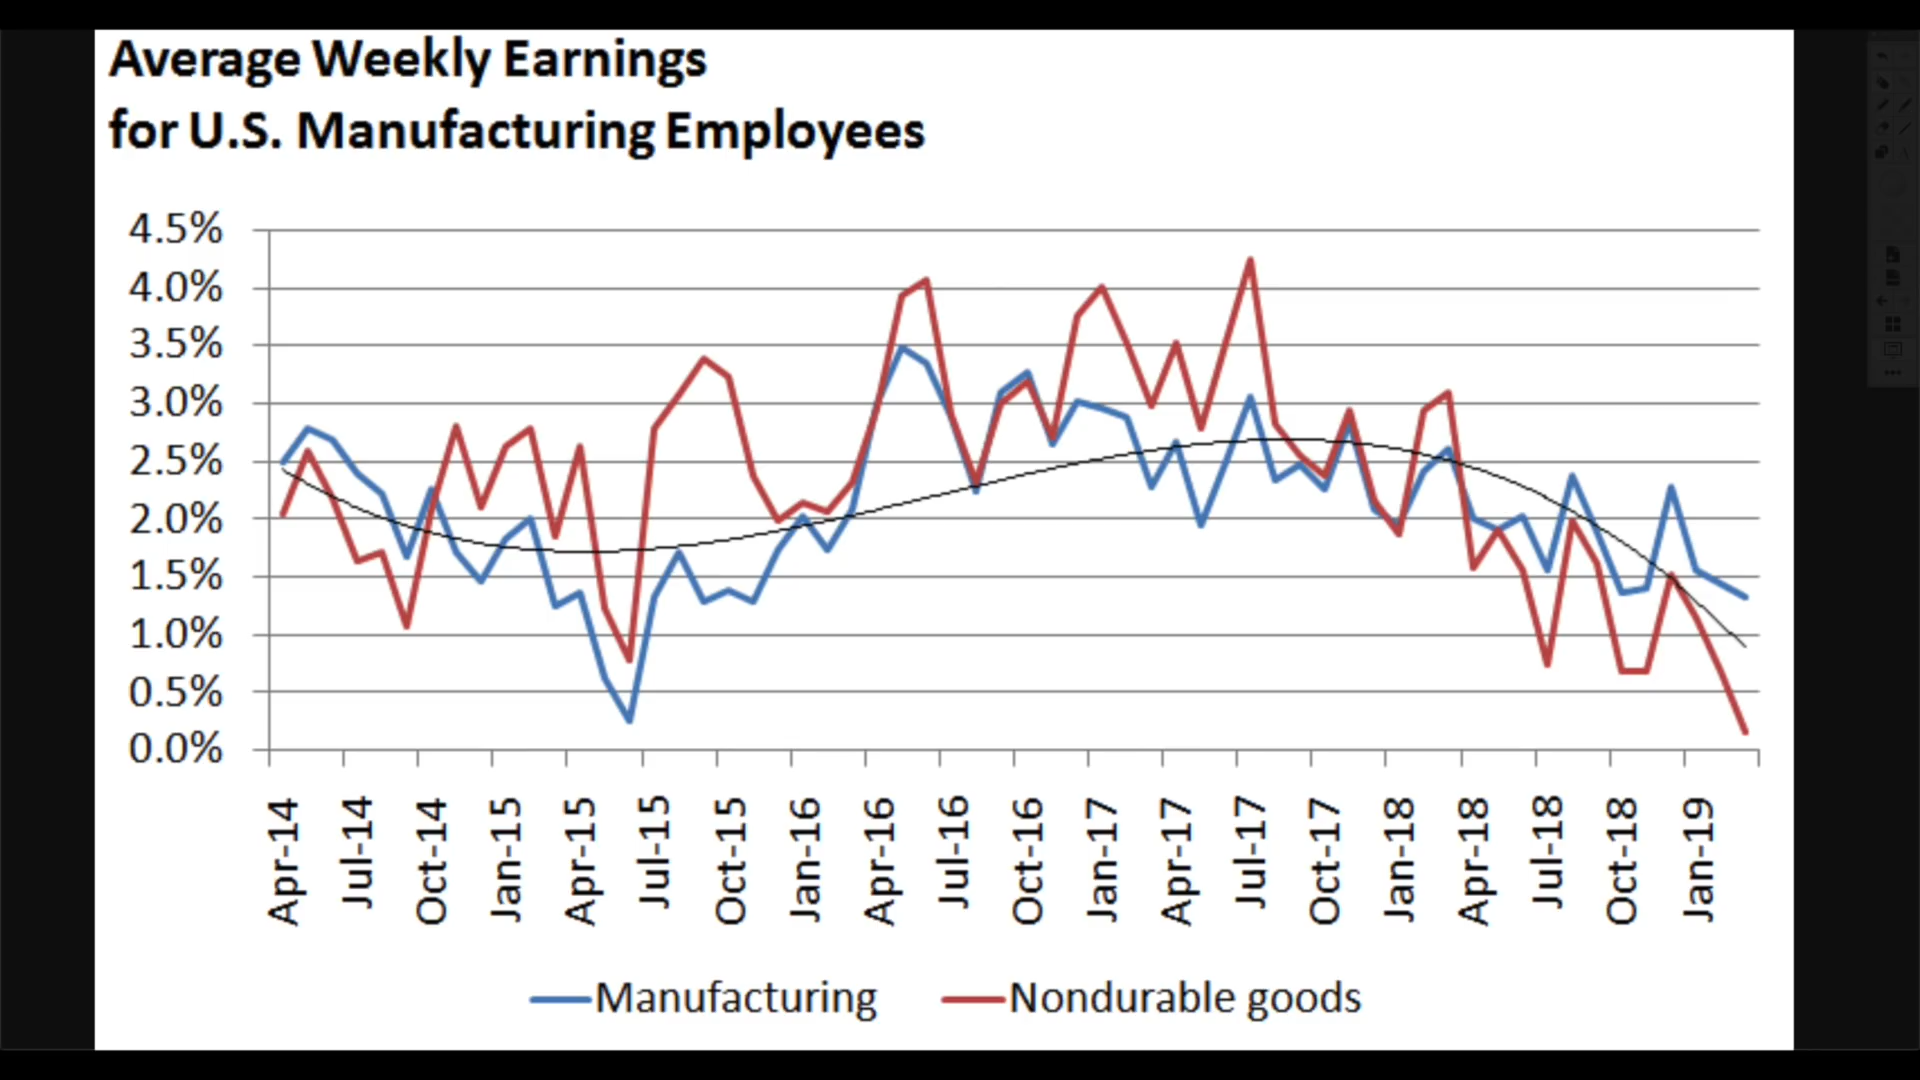 Average Weekly Earnings
for U.S. Manufacturing Employees
4.5%
4.0%
3.5%
3.0%
2.5%
2.0%
1.5%
1.0%
0.5%
0.0%
Apr-14
Jul-14
Oct-14
Jan-15
Apr-15
Jul-15
Oct-15
Jan-16
Apr-16
Jul-16
Oct-16
Jan-17
Apr-17
Jul-17
Oct-17
Jan-18
Apr-18
Jul-18
Oct-18
Jan-19
Manufacturing Nondurable goods